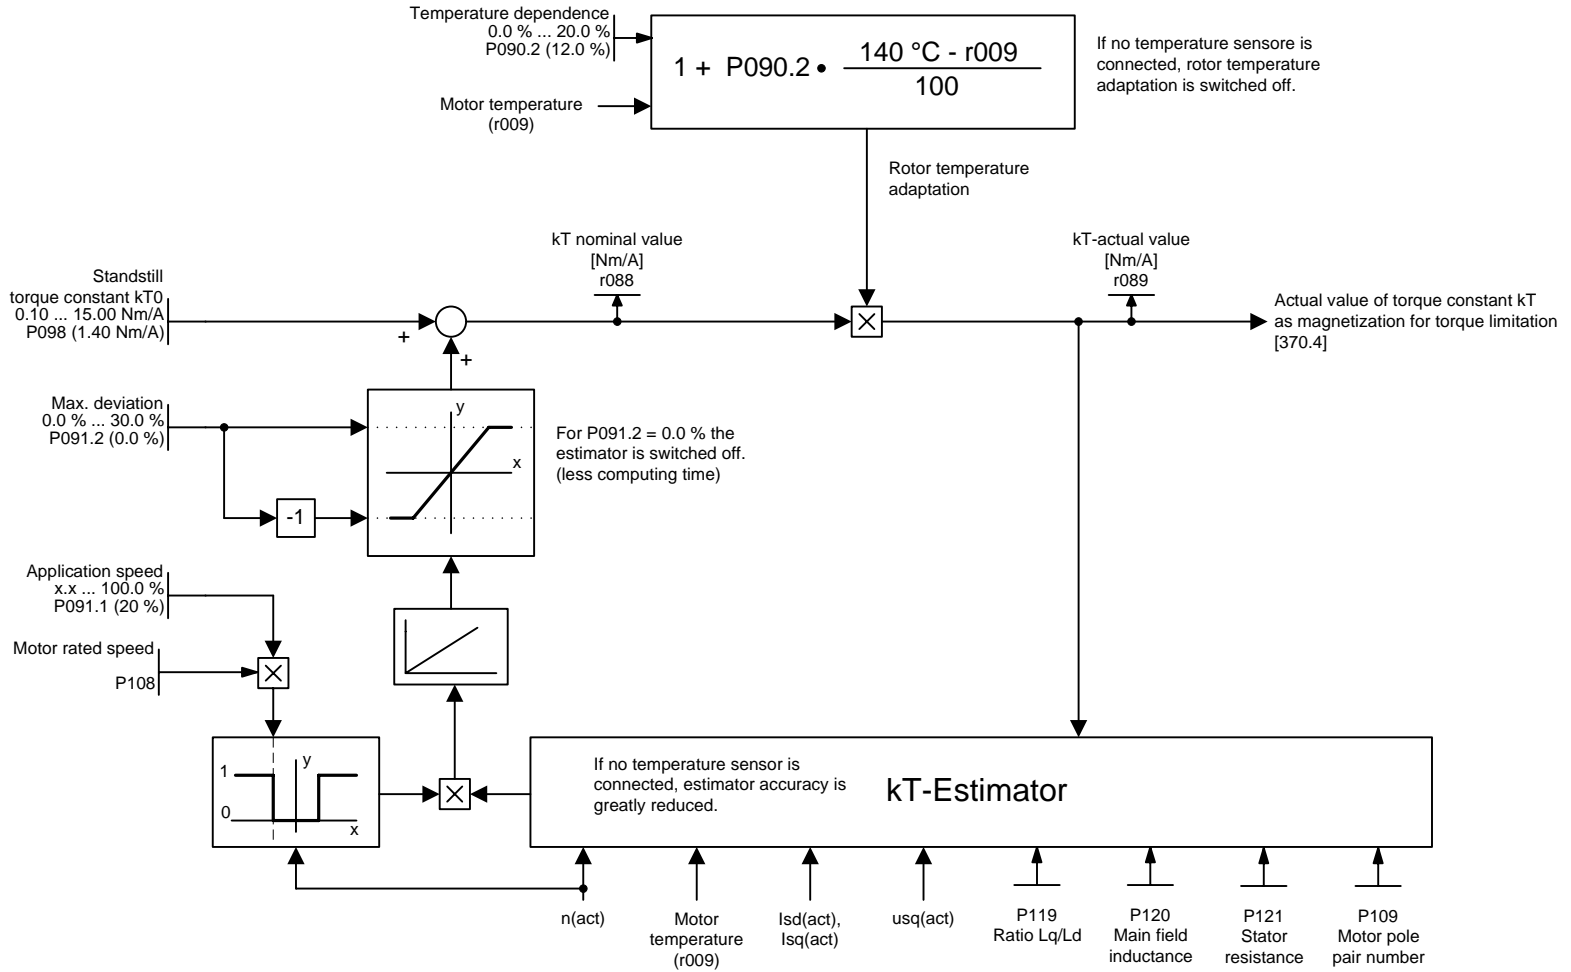 Temperature dependence
0.0 % ... 20.0 %
P090.2 (12.0 %)
Motor temperature
(r009)
1 + P090.2 • 140 °C - r009
100
If no temperature sensore is
connected, rotor temperature
adaptation is switched off.
Rotor temperature
adaptation
kT nominal value
[Nm/A]
r088
kT-actual value
[Nm/A]
r089
Standstill
torque constant kT0
0.10 ... 15.00 Nm/A
P098 (1.40 Nm/A)
+
+
Actual value of torque constant kT
as magnetization for torque limitation
[370.4]
Max. deviation
0.0 % ... 30.0 %
P091.2 (0.0 %)
-1
y
x
For P091.2 = 0.0 % the
estimator is switched off.
(less computing time)
Application speed
x.x ... 100.0 %
P091.1 (20 %)
Motor rated speed
P108
1
0
y
x
If no temperature sensor is
connected, estimator accuracy is
greatly reduced.
kT-Estimator
n(act)
Motor
temperature
(r009)
Isd(act),
Isq(act)
usq(act)
P119
Ratio Lq/Ld
P120
Main field
inductance
P121
Stator
resistance
P109
Motor pole
pair number